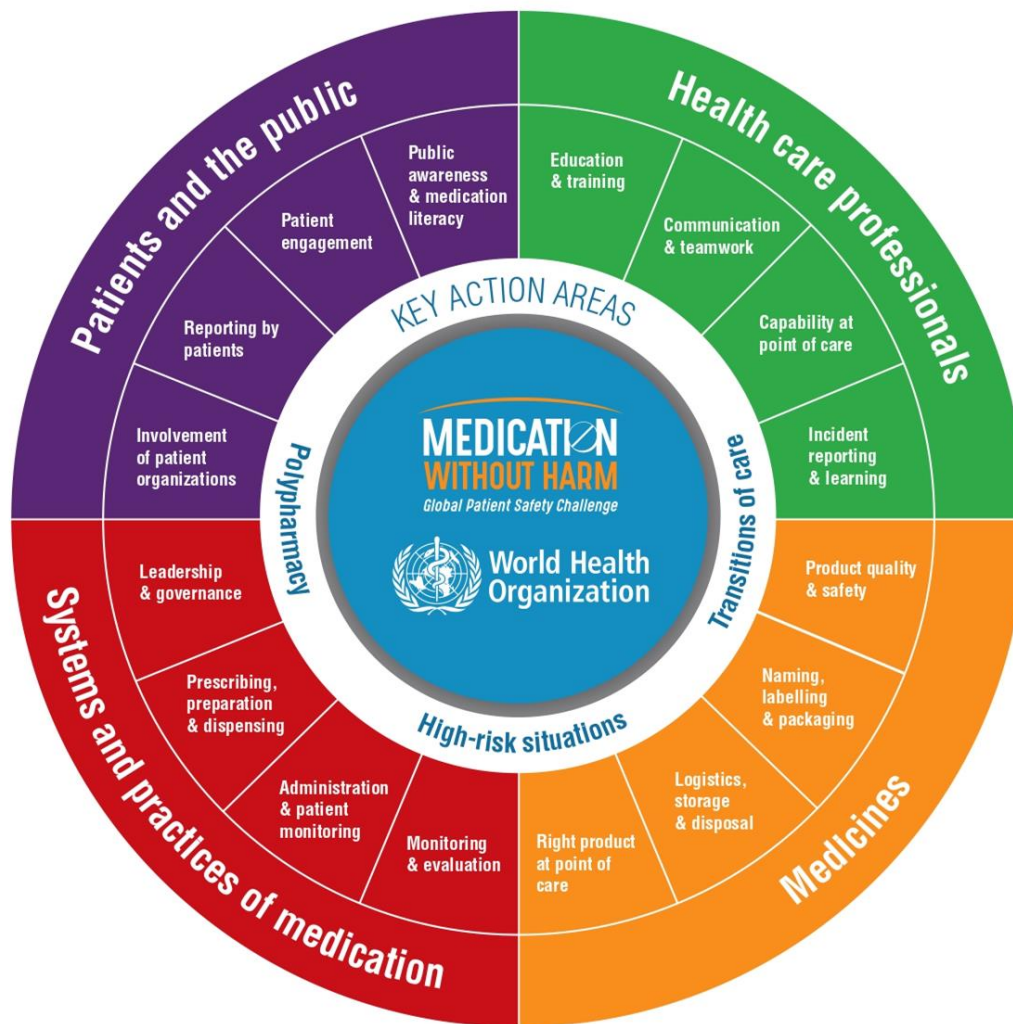 Patients and the public
Public
awareness
& medication
literacy
Patient
engagement
Reporting by
patients
Involvement
of patient
organizations
Health care professionals
Education
& training
Communication
& teamwork
Capability at
point of care
Incident
reporting
& learning
KEY ACTION AREAS
Polypharmacy
Transitions of care
High-risk situations
MEDICATION
WITHOUT HARM
Global Patient Safety Challenge
World Health
Organization
Systems and practices of medication
Leadership
& governance
Prescribing,
preparation
& dispensing
Administration
& patient
monitoring
Monitoring
& evaluation
MedIcines
Product quality
& safety
Naming,
labelling
& packaging
Logistics,
storage
& disposal
Right product
at point of
care